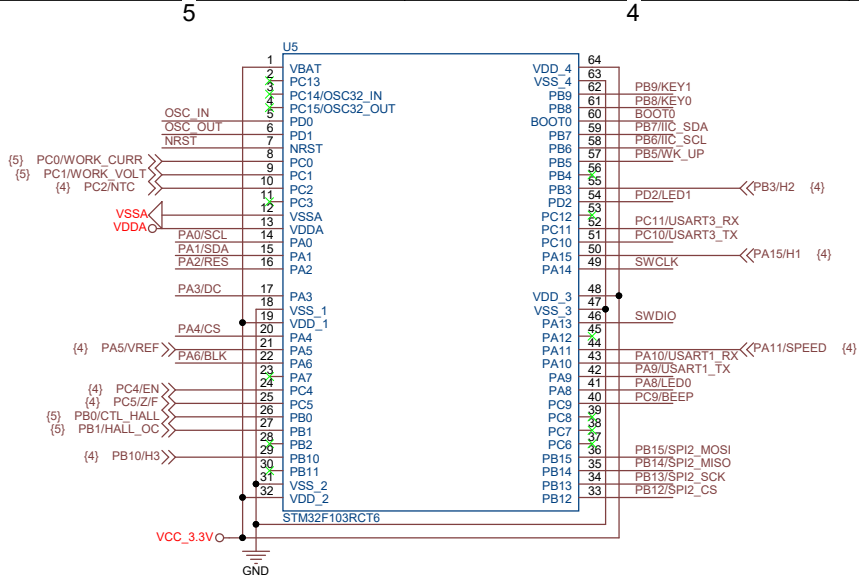 5
4
U5
1 VBAT
2 PC13
3 PC14/OSC32_IN
4 PC15/OSC32_OUT
OSC_IN 5 PD0
OSC_OUT 6 PD1
NRST 7 NRST
{5} PC0/WORK_CURR 8 PC0
{5} PC1/WORK_VOLT 9 PC1
{4} PC2/NTC 10 PC2
11 PC3
VSSA 12 VSSA
VDDA 13 VDDA
PA0/SCL 14 PA0
PA1/SDA 15 PA1
PA2/RES 16 PA2
PA3/DC 17 PA3
18 VSS_1
19 VDD_1
PA4/CS 20 PA4
{4} PA5/VREF 21 PA5
PA6/BLK 22 PA6
23 PA7
{4} PC4/EN 24 PC4
{4} PC5/Z/F 25 PC5
{5} PB0/CTL_HALL 26 PB0
{5} PB1/HALL_OC 27 PB1
28 PB2
{4} PB10/H3 29 PB10
30 PB11
31 VSS_2
32 VDD_2
VDD_4 64
VSS_4 63
PB9 62 PB9/KEY1
PB8 61 PB8/KEY0
BOOT0 60 BOOT0
PB7 59 PB7/IIC_SDA
PB6 58 PB6/IIC_SCL
PB5 57 PB5/WK_UP
PB4 56
PB3 55 PB3/H2 {4}
PD2 54 PD2/LED1
PC12 53
PC11 52 PC11/USART3_RX
PC10 51 PC10/USART3_TX
PA15 50 PA15/H1 {4}
PA14 49 SWCLK
VDD_3 48
VSS_3 47
PA13 46 SWDIO
PA12 45
PA11 44 PA11/SPEED {4}
PA10 43 PA10/USART1_RX
PA9 42 PA9/USART1_TX
PA8 41 PA8/LED0
PC9 40 PC9/BEEP
PC8 39
PC7 38
PC6 37
PB15 36 PB15/SPI2_MOSI
PB14 35 PB14/SPI2_MISO
PB13 34 PB13/SPI2_SCK
PB12 33 PB12/SPI2_CS
STM32F103RCT6
VCC_3.3V
GND